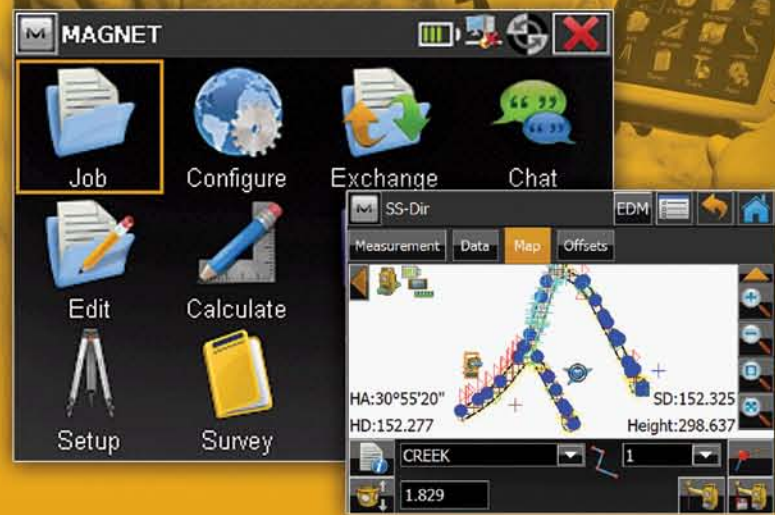 MAGNET
Job Configure Exchange Chat
SS-Dir EDM
Measurement Data Map Offsets
Edit Calculate
HA:30°55'20" SD:152.325
HD:152.277 Height:298.637
Setup Survey
CREEK 1
1.829